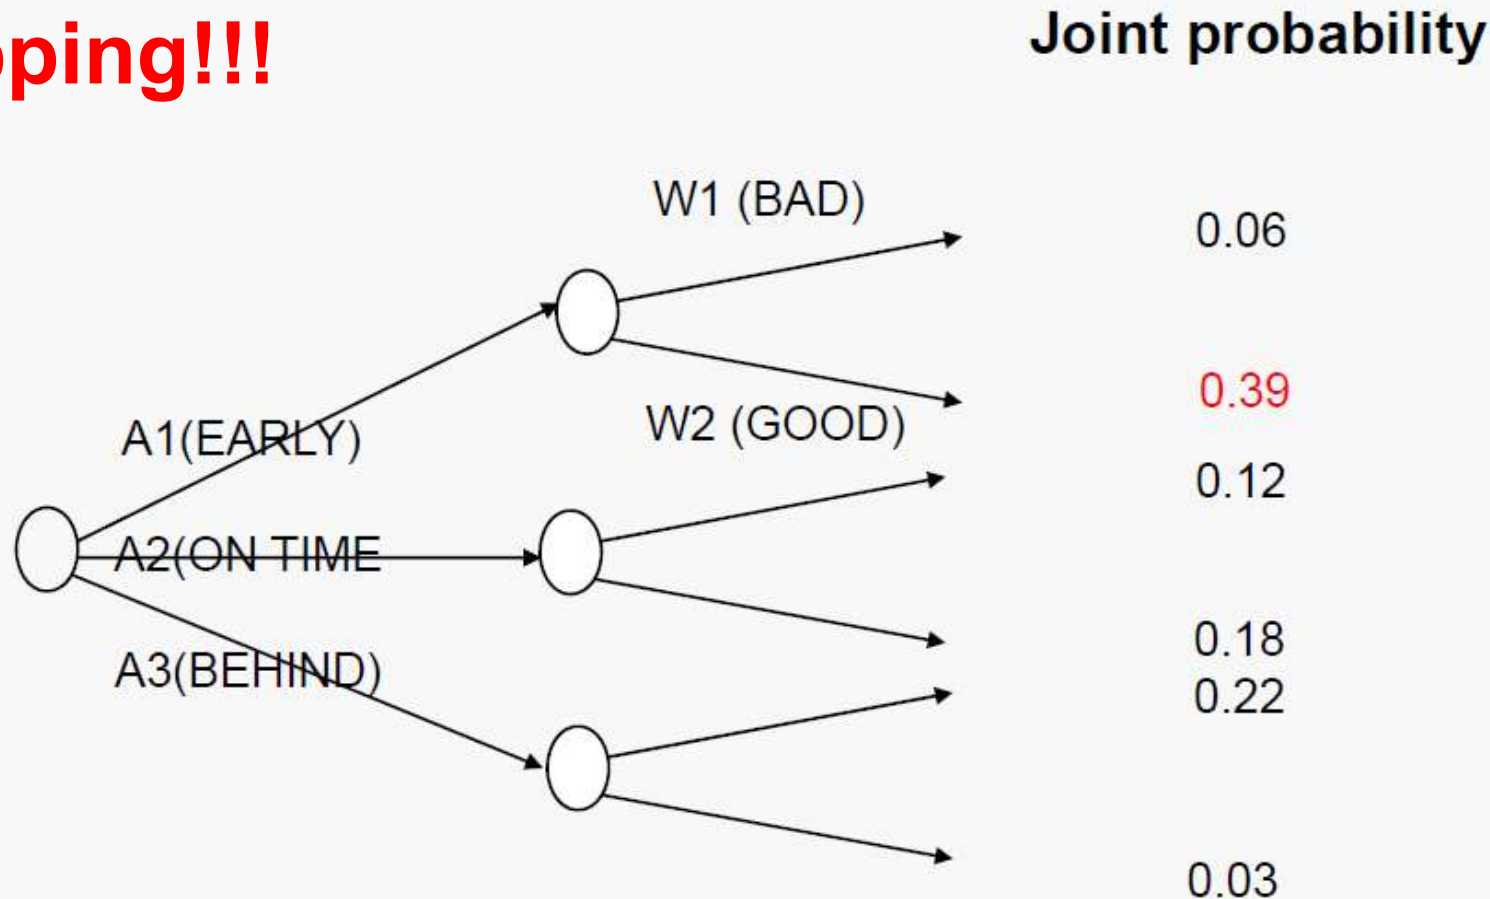 pping!!!
Joint probability
W1 (BAD)
0.06
0.39
A1(EARLY)
W2 (GOOD)
0.12
A2(ON TIME
0.18
A3(BEHIND)
0.22
0.03